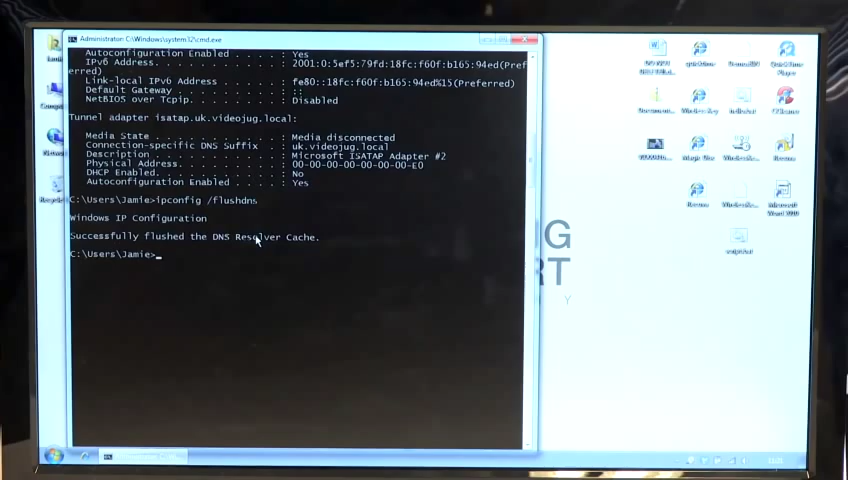 Administrator: C:\Windows\system32\cmd.exe
Autoconfiguration Enabled . . . . : Yes
IPv6 Address. . . . . . . . . . . : 2001:0:5ef5:79fd:18fc:f60f:b165:94ed(Pref
erred)
Link-local IPv6 Address . . . . . : fe80::18fc:f60f:b165:94ed%15(Preferred)
Default Gateway . . . . . . . . . : ::
NetBIOS over Tcpip. . . . . . . . : Disabled
Tunnel adapter isatap.uk.videojug.local:
Media State . . . . . . . . . . . : Media disconnected
Connection-specific DNS Suffix  . : uk.videojug.local
Description . . . . . . . . . . . : Microsoft ISATAP Adapter #2
Physical Address. . . . . . . . . : 00-00-00-00-00-00-00-E0
DHCP Enabled. . . . . . . . . . . : No
Autoconfiguration Enabled . . . . : Yes
C:\Users\Jamie>ipconfig /flushdns
Windows IP Configuration
Successfully flushed the DNS Resolver Cache.
C:\Users\Jamie>_
NG
RT
Y